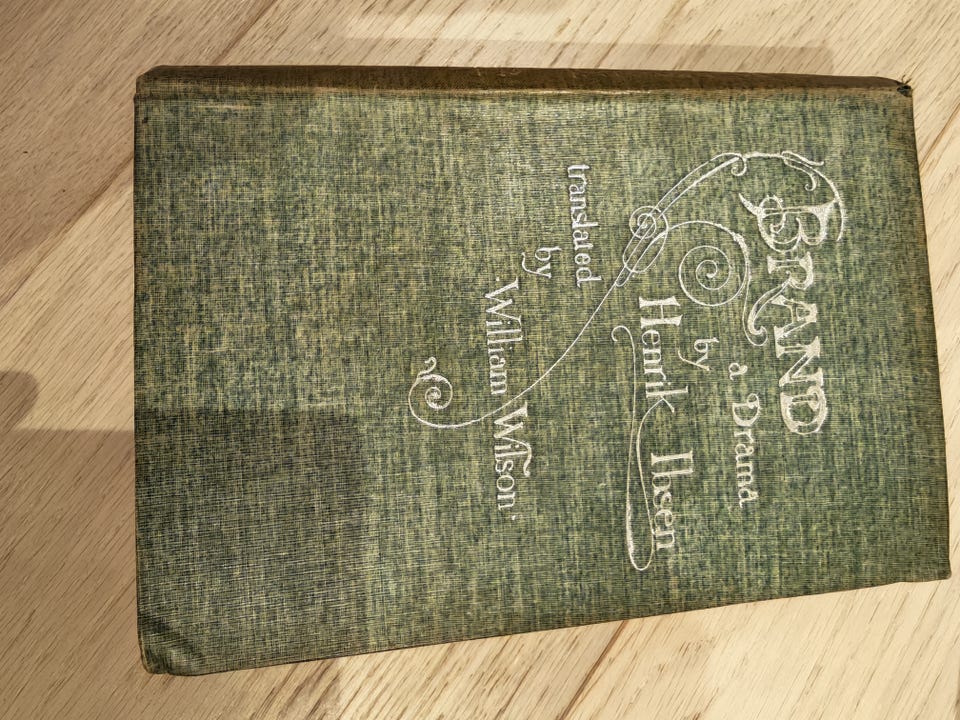 BRAND
a Drama
by
Henrik Ibsen
translated
by
William Wilson.